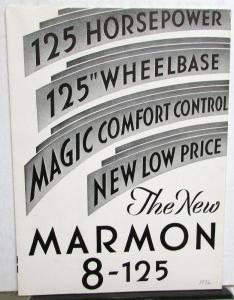 125 HORSEPOWER
125" WHEELBASE
MAGIC COMFORT CONTROL
NEW LOW PRICE
The New
MARMON
8-125